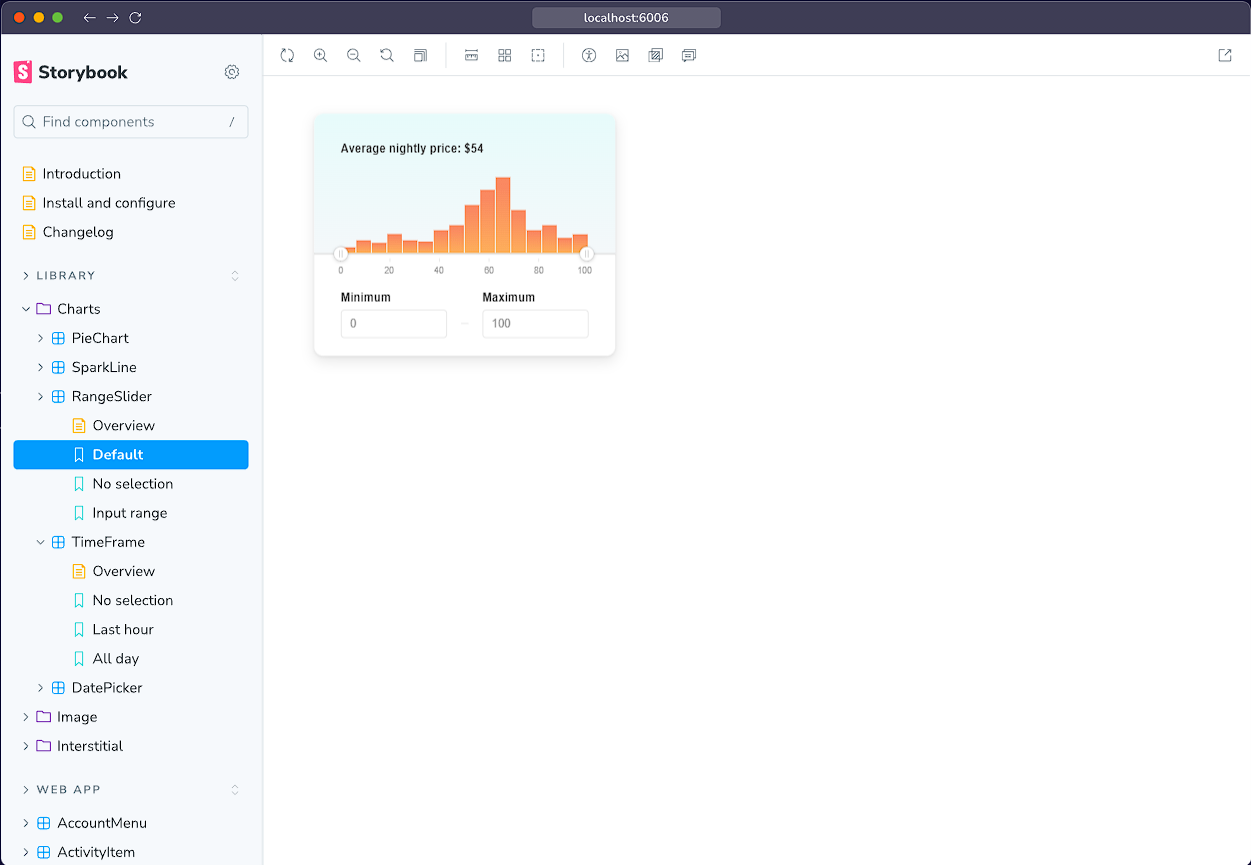 localhost:6006
S Storybook
Find components /
Introduction
Install and configure
Changelog
LIBRARY
Charts
PieChart
SparkLine
RangeSlider
Overview
Default
No selection
Input range
TimeFrame
Overview
No selection
Last hour
All day
DatePicker
Image
Interstitial
WEB APP
AccountMenu
ActivityItem
Average nightly price: $54
0 20 40 60 80 100
Minimum Maximum
0 – 100